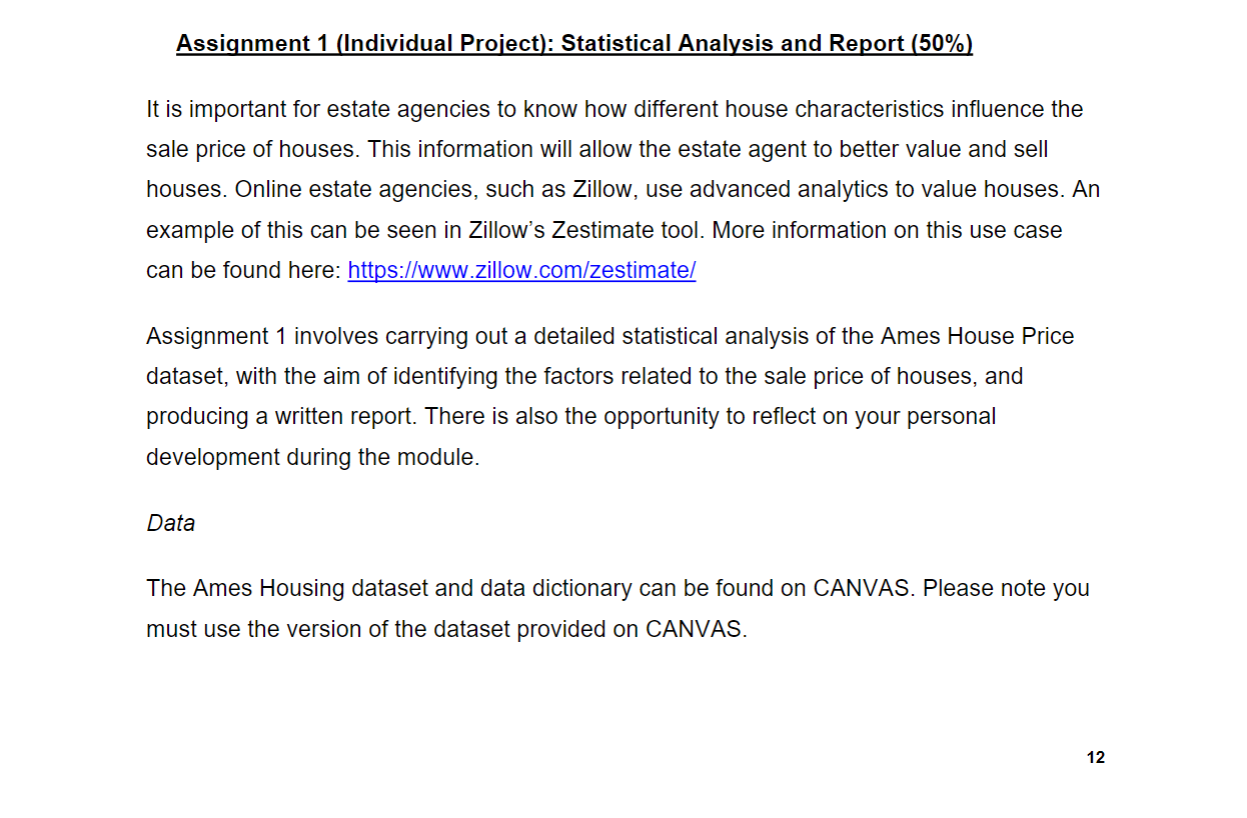 Assignment 1 (Individual Project): Statistical Analysis and Report (50%)
It is important for estate agencies to know how different house characteristics influence the
sale price of houses. This information will allow the estate agent to better value and sell
houses. Online estate agencies, such as Zillow, use advanced analytics to value houses. An
example of this can be seen in Zillow’s Zestimate tool. More information on this use case
can be found here: https://www.zillow.com/zestimate/
Assignment 1 involves carrying out a detailed statistical analysis of the Ames House Price
dataset, with the aim of identifying the factors related to the sale price of houses, and
producing a written report. There is also the opportunity to reflect on your personal
development during the module.
Data
The Ames Housing dataset and data dictionary can be found on CANVAS. Please note you
must use the version of the dataset provided on CANVAS.
12